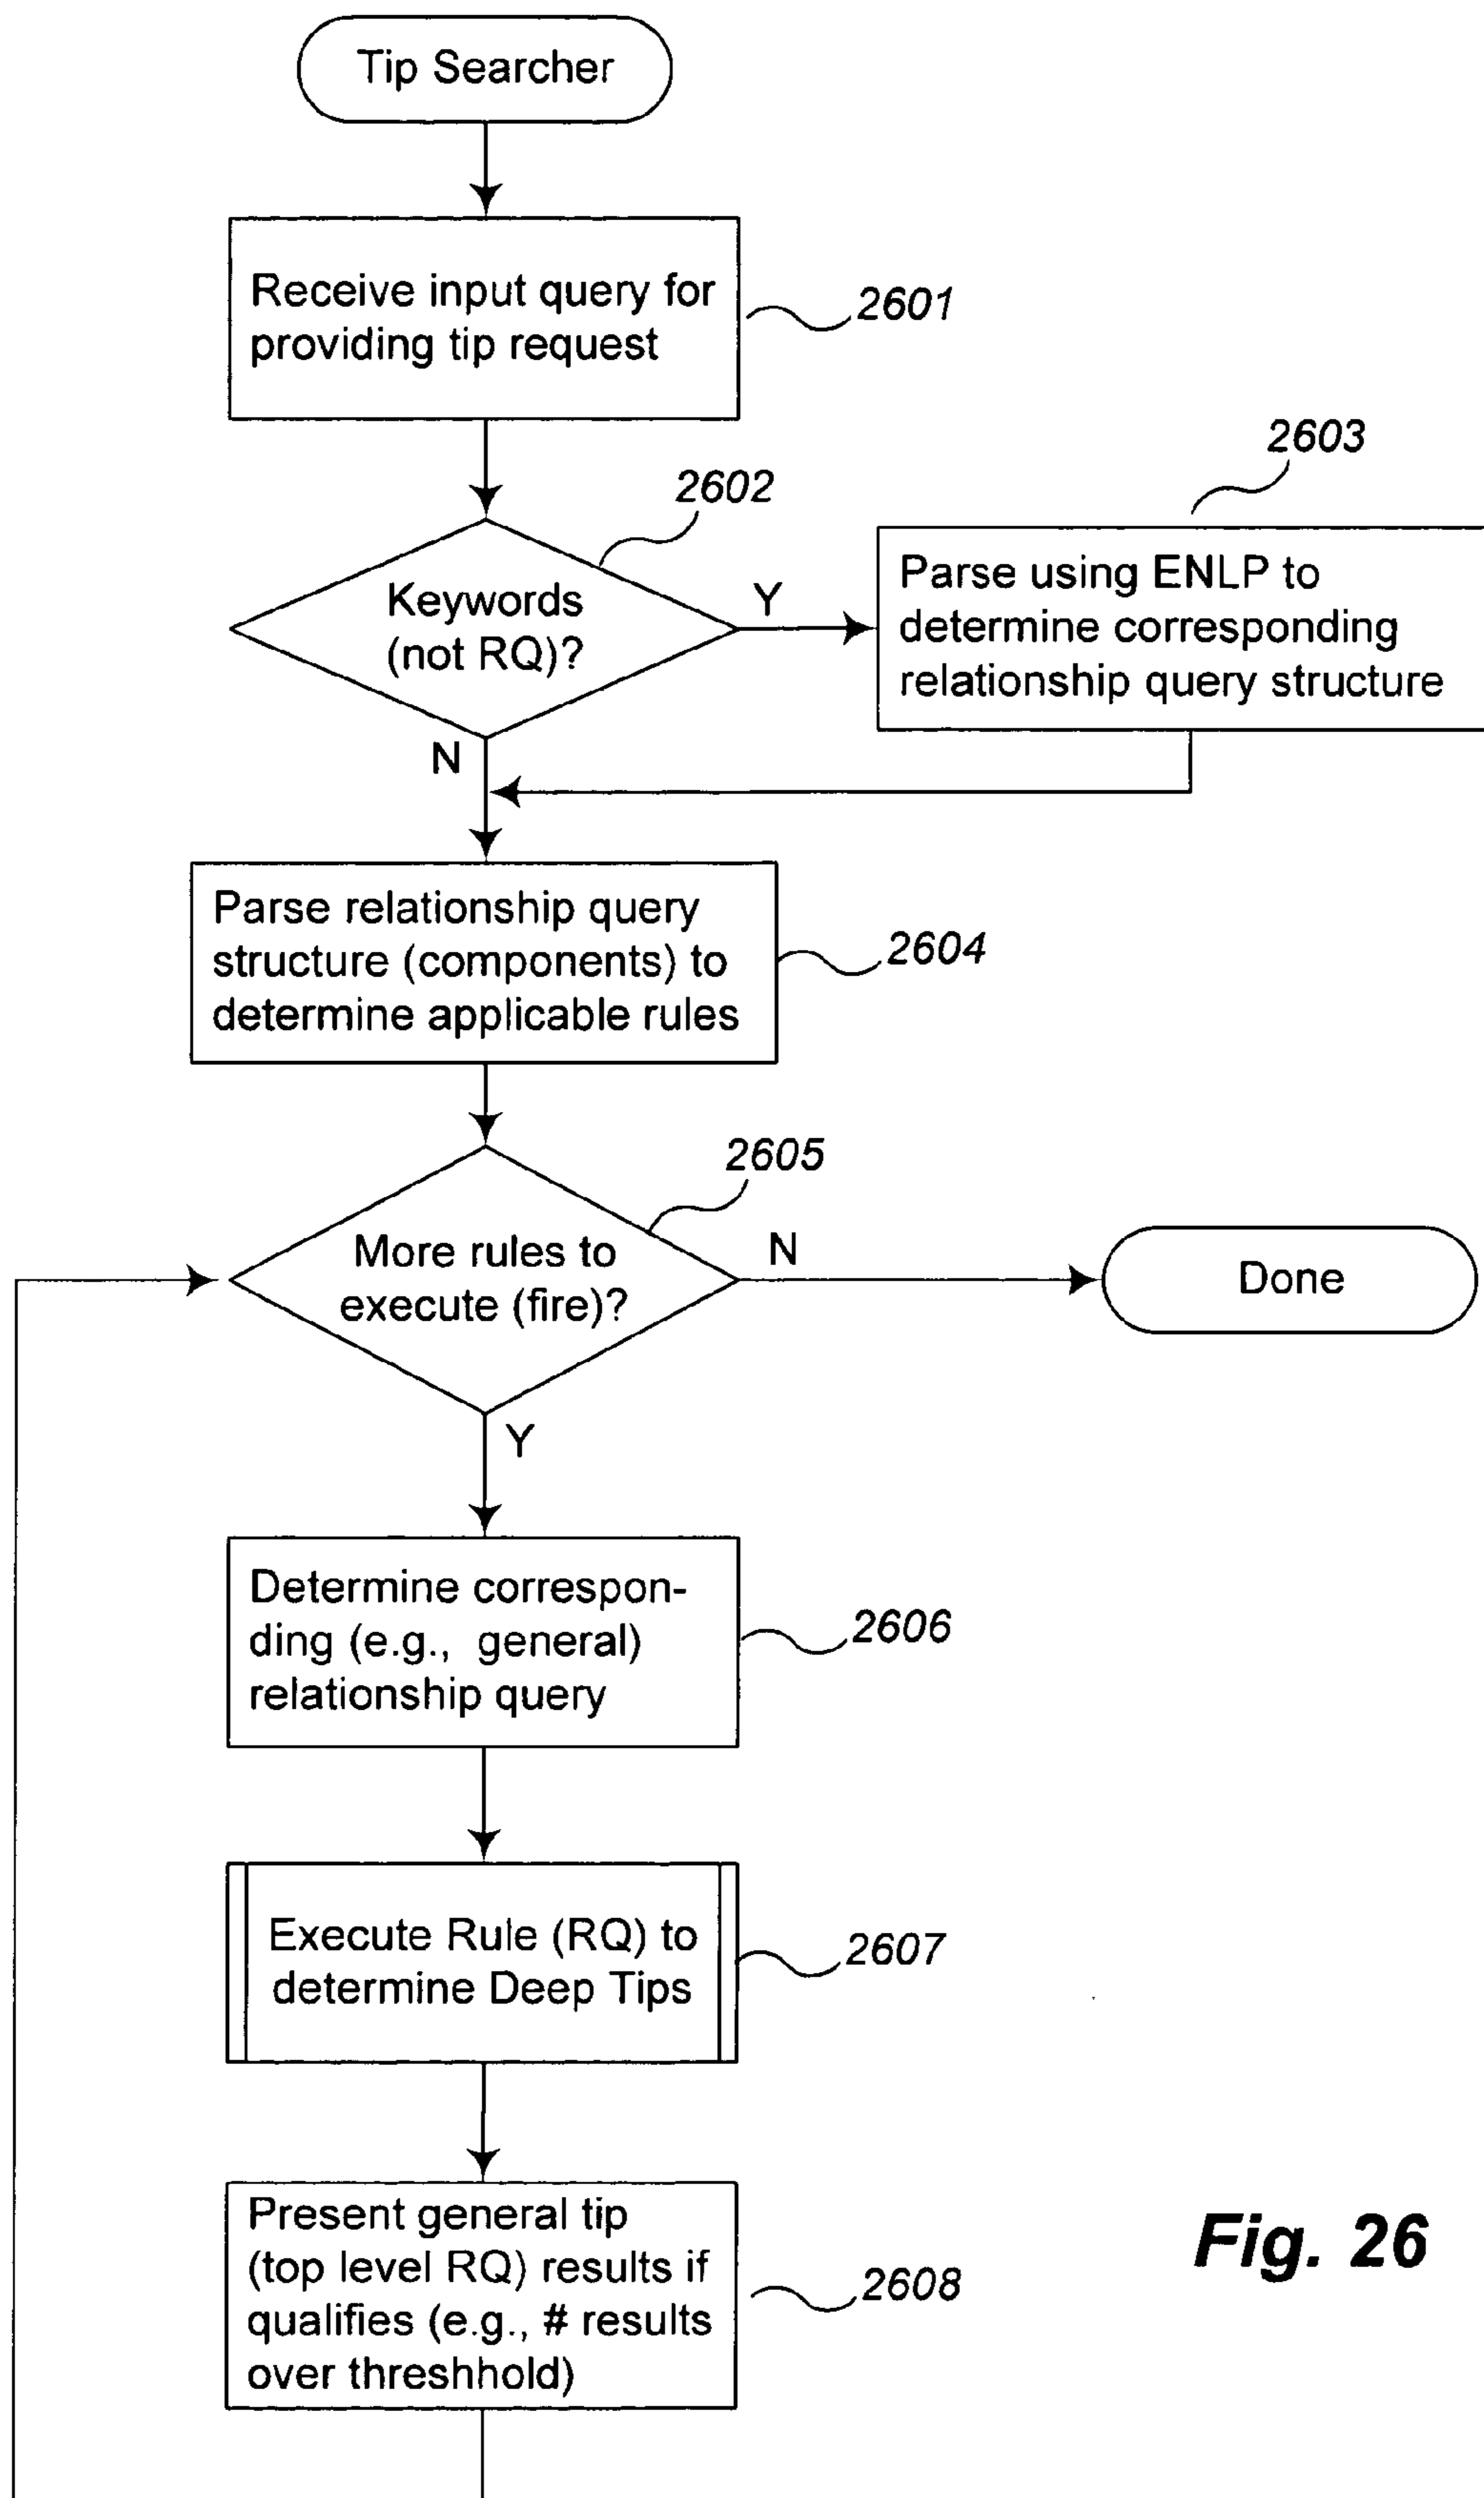 Tip Searcher
Receive input query for
providing tip request
2601
2602
Keywords
(not RQ)?
Y
N
2603
Parse using ENLP to
determine corresponding
relationship query structure
Parse relationship query
structure (components) to
determine applicable rules
2604
2605
More rules to
execute (fire)?
N
Done
Y
Determine correspon-
ding (e.g., general)
relationship query
2606
Execute Rule (RQ) to
determine Deep Tips
2607
Present general tip
(top level RQ) results if
qualifies (e.g., # results
over threshhold)
2608
Fig. 26